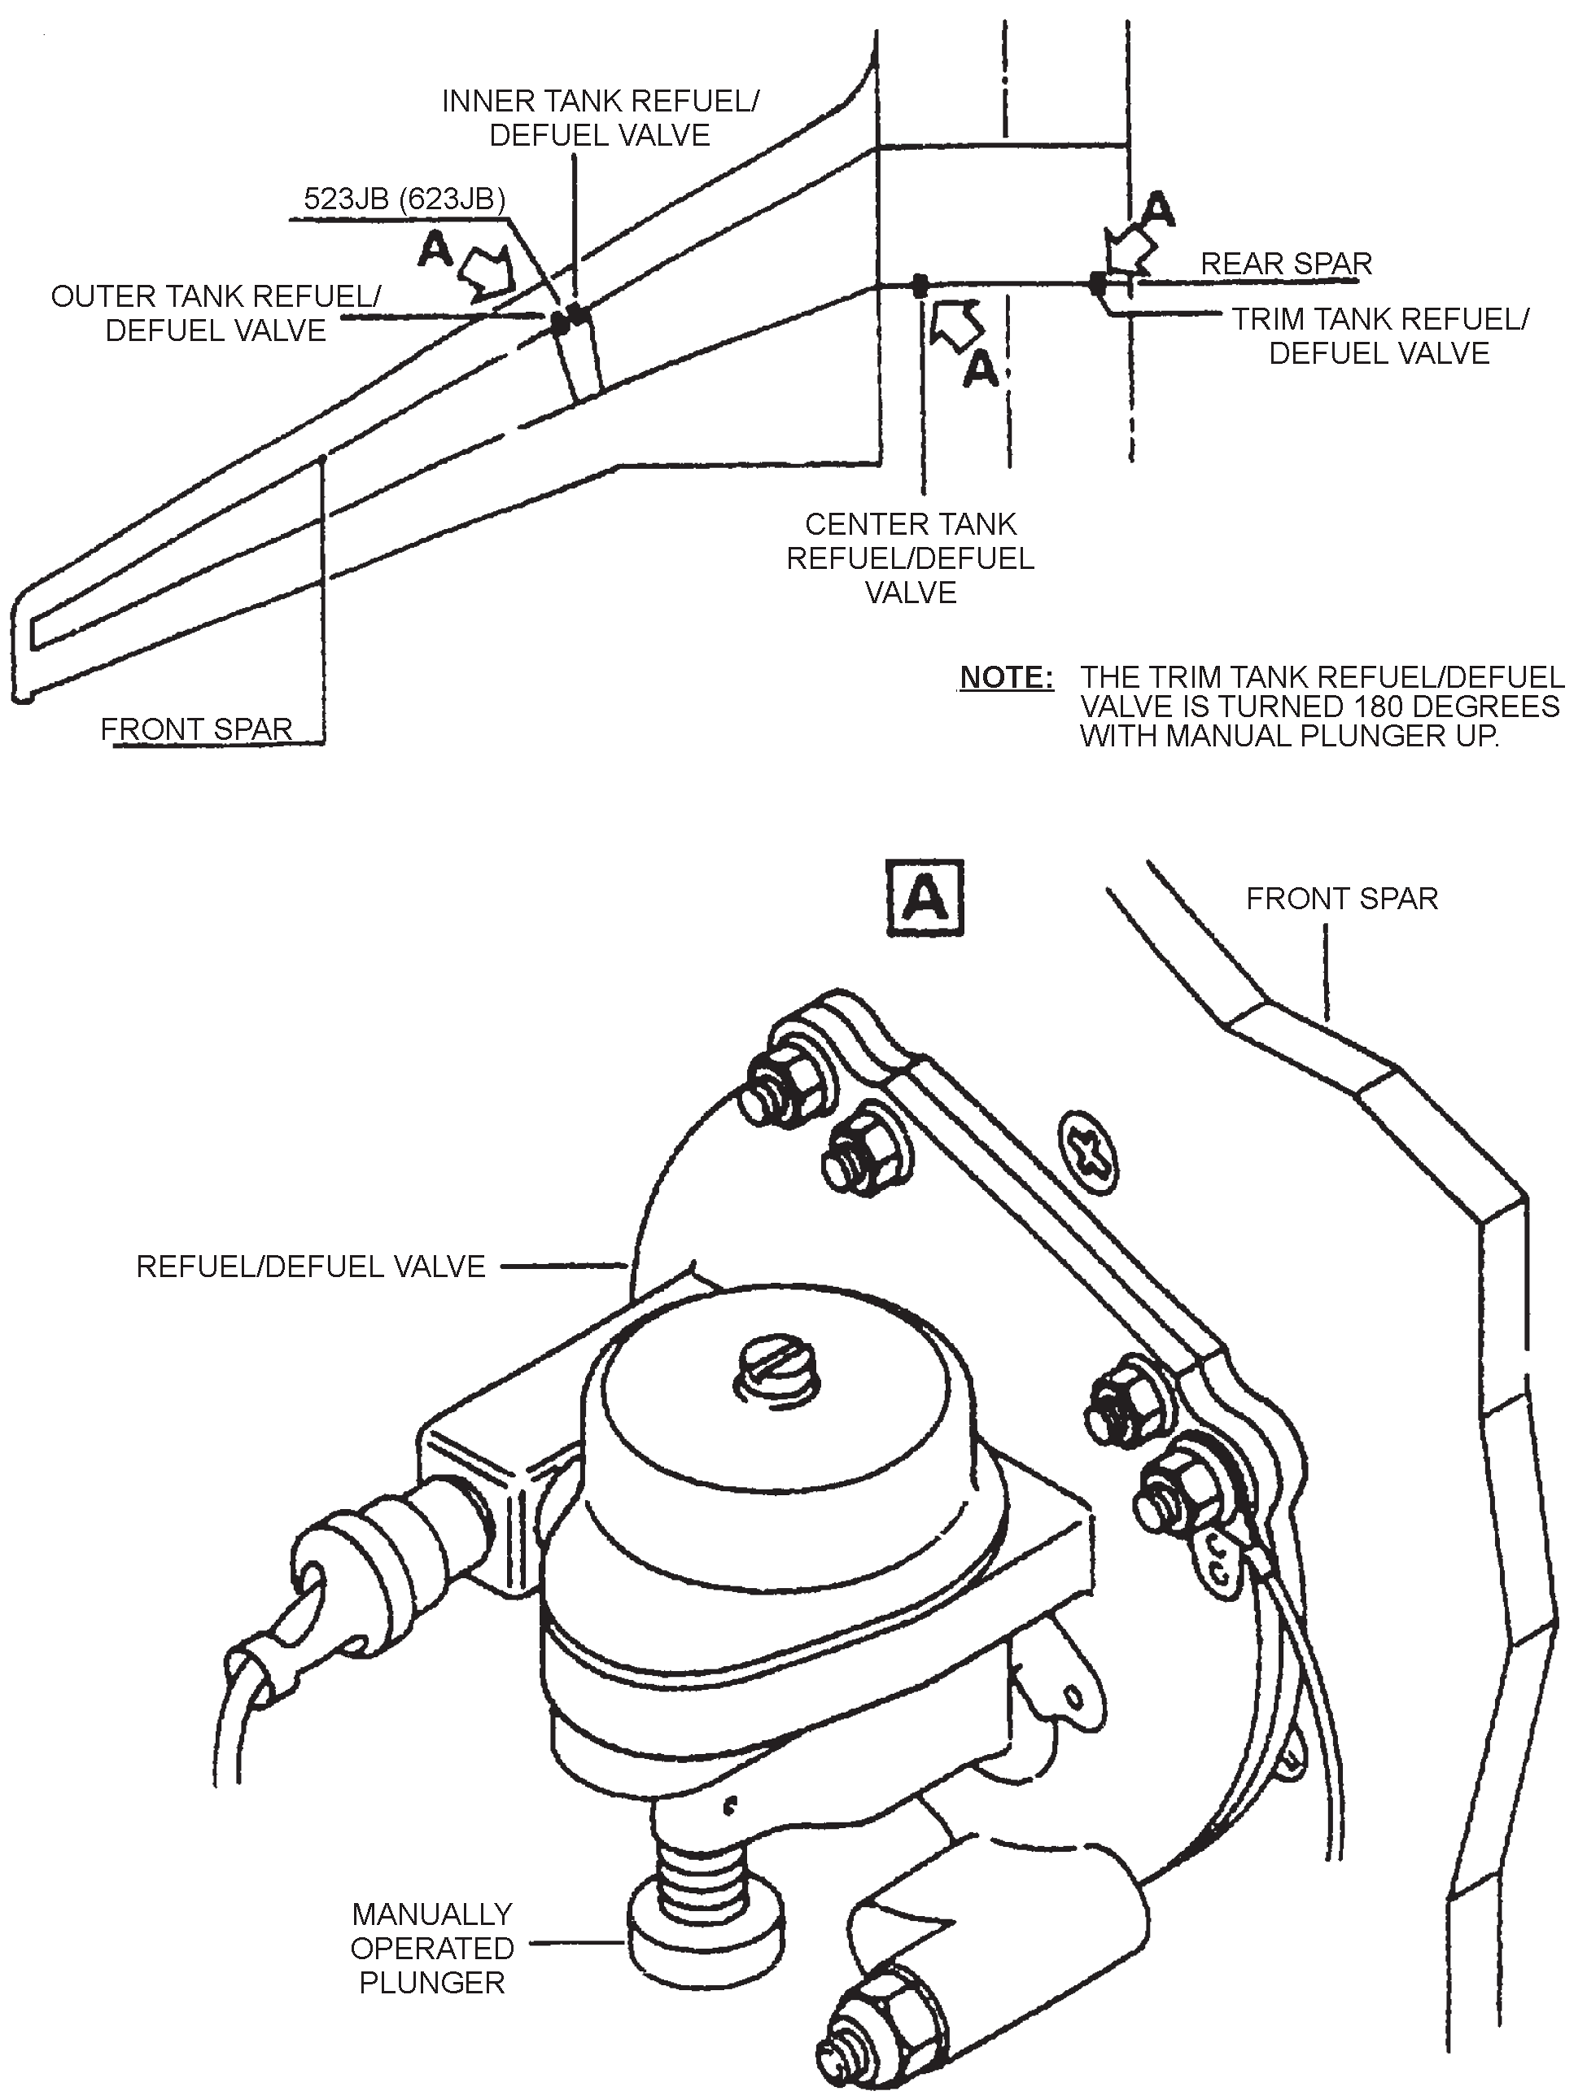 INNER TANK REFUEL/
DEFUEL VALVE
523JB (623JB)
A
OUTER TANK REFUEL/
DEFUEL VALVE
A
REAR SPAR
TRIM TANK REFUEL/
DEFUEL VALVE
A
CENTER TANK
REFUEL/DEFUEL
VALVE
FRONT SPAR
NOTE: THE TRIM TANK REFUEL/DEFUEL
VALVE IS TURNED 180 DEGREES
WITH MANUAL PLUNGER UP.
A
FRONT SPAR
REFUEL/DEFUEL VALVE
MANUALLY
OPERATED
PLUNGER